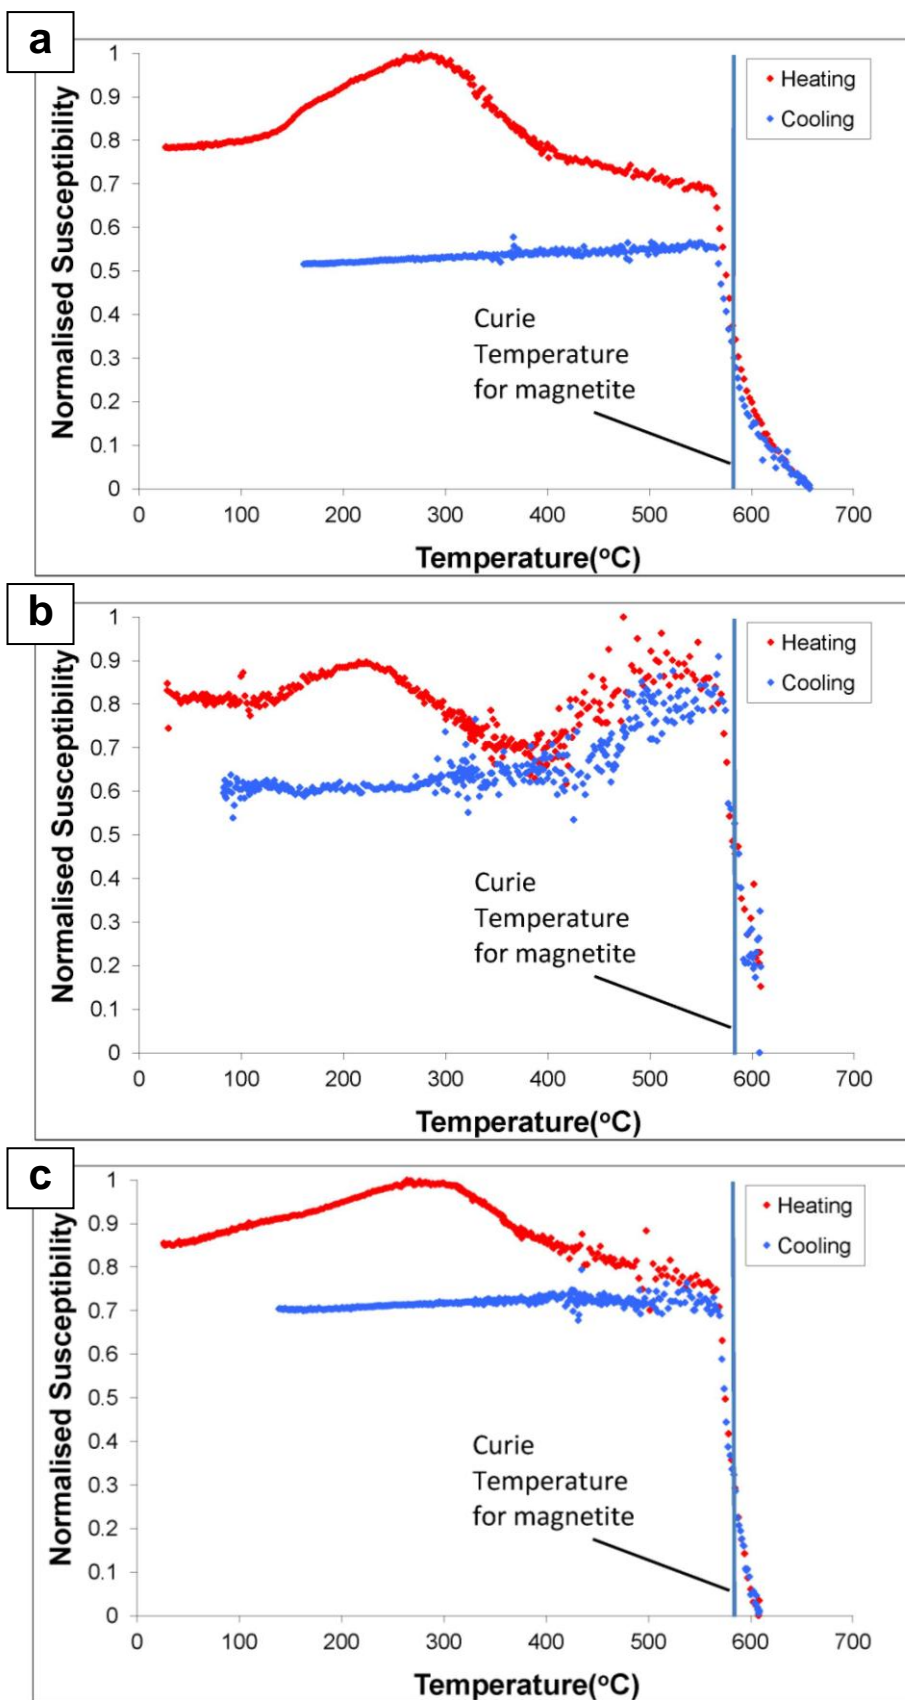 a
Normalised Susceptibility
1
0.9
0.8
0.7
0.6
0.5
0.4
0.3
0.2
0.1
0
Heating
Cooling
Curie
Temperature
for magnetite
0 100 200 300 400 500 600 700
Temperature(°C)
b
Normalised Susceptibility
1
0.9
0.8
0.7
0.6
0.5
0.4
0.3
0.2
0.1
0
Heating
Cooling
Curie
Temperature
for magnetite
0 100 200 300 400 500 600 700
Temperature(°C)
c
Normalised Susceptibility
1
0.9
0.8
0.7
0.6
0.5
0.4
0.3
0.2
0.1
0
Heating
Cooling
Curie
Temperature
for magnetite
0 100 200 300 400 500 600 700
Temperature(°C)